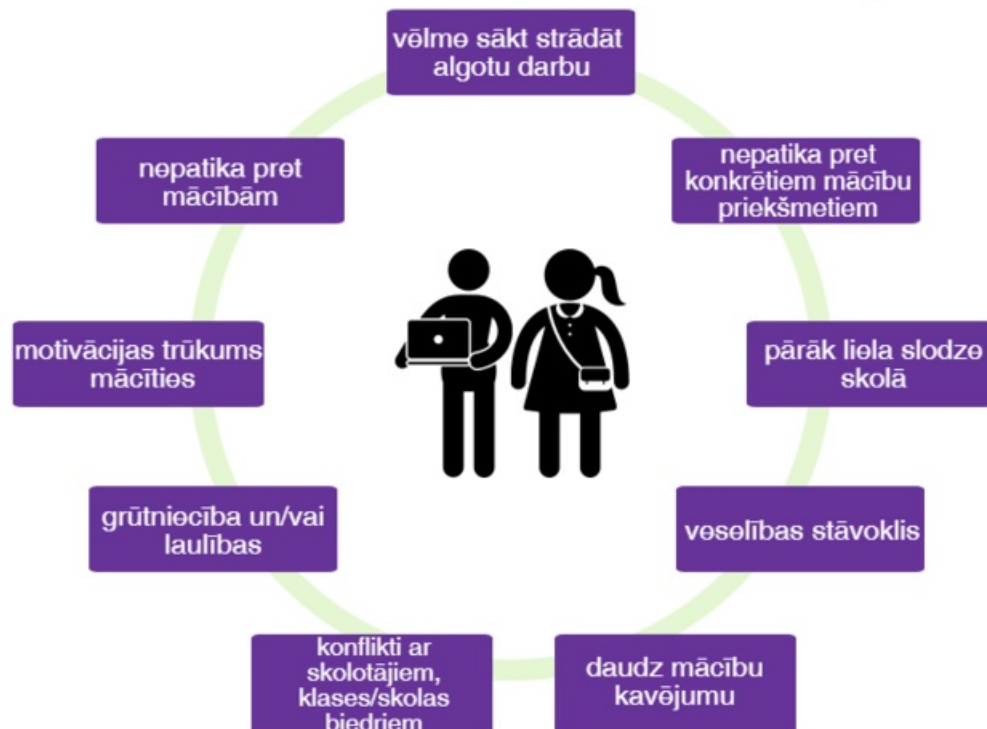 vēlme sākt strādāt
algotu darbu
nepatika pret
konkrētiem mācību
priekšmetiem
pārāk liela slodze
skolā
veselības stāvoklis
daudz mācību
kavējumu
konflikti ar
skolotājiem,
klases/skolas
biedriem
grūtniecība un/vai
laulības
motivācijas trūkums
mācīties
nepatika pret
mācībām